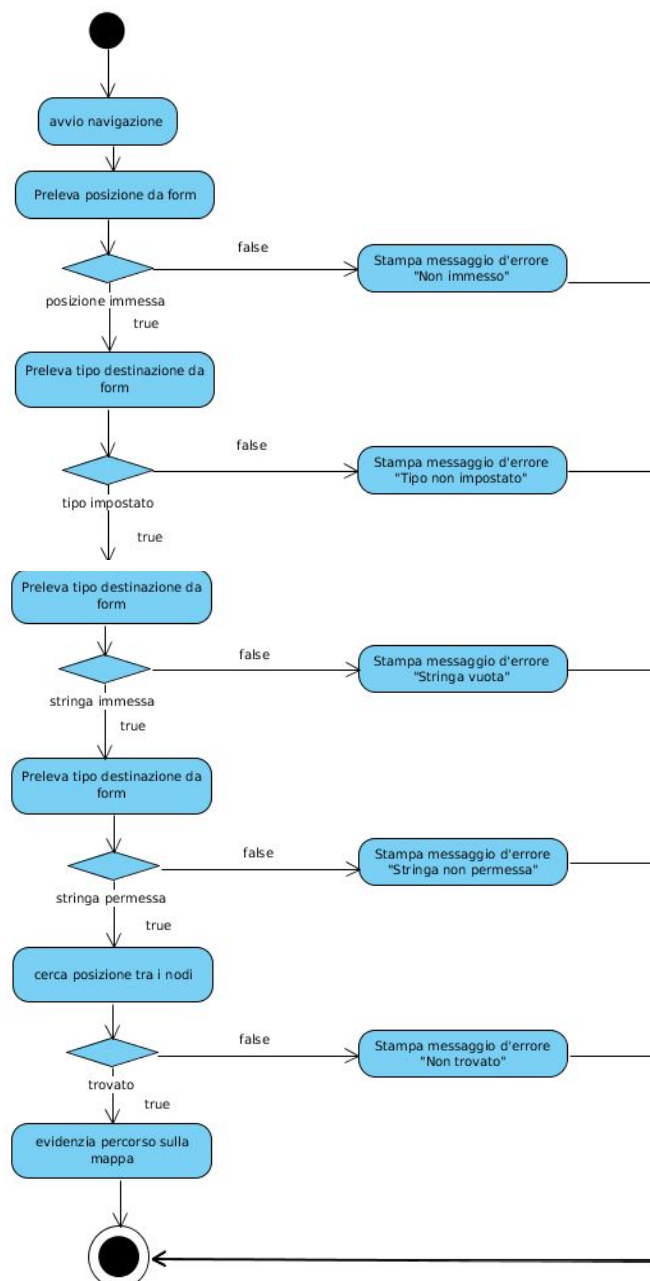 avvio navigazione
Preleva posizione da form
false
Stampa messaggio d'errore
"Non immesso"
posizione immessa
true
Preleva tipo destinazione da
form
false
Stampa messaggio d'errore
"Tipo non impostato"
tipo impostato
true
Preleva tipo destinazione da
form
false
Stampa messaggio d'errore
"Stringa vuota"
stringa immessa
true
Preleva tipo destinazione da
form
false
Stampa messaggio d'errore
"Stringa non permessa"
stringa permessa
true
cerca posizione tra i nodi
false
Stampa messaggio d'errore
"Non trovato"
trovato
true
evidenzia percorso sulla
mappa